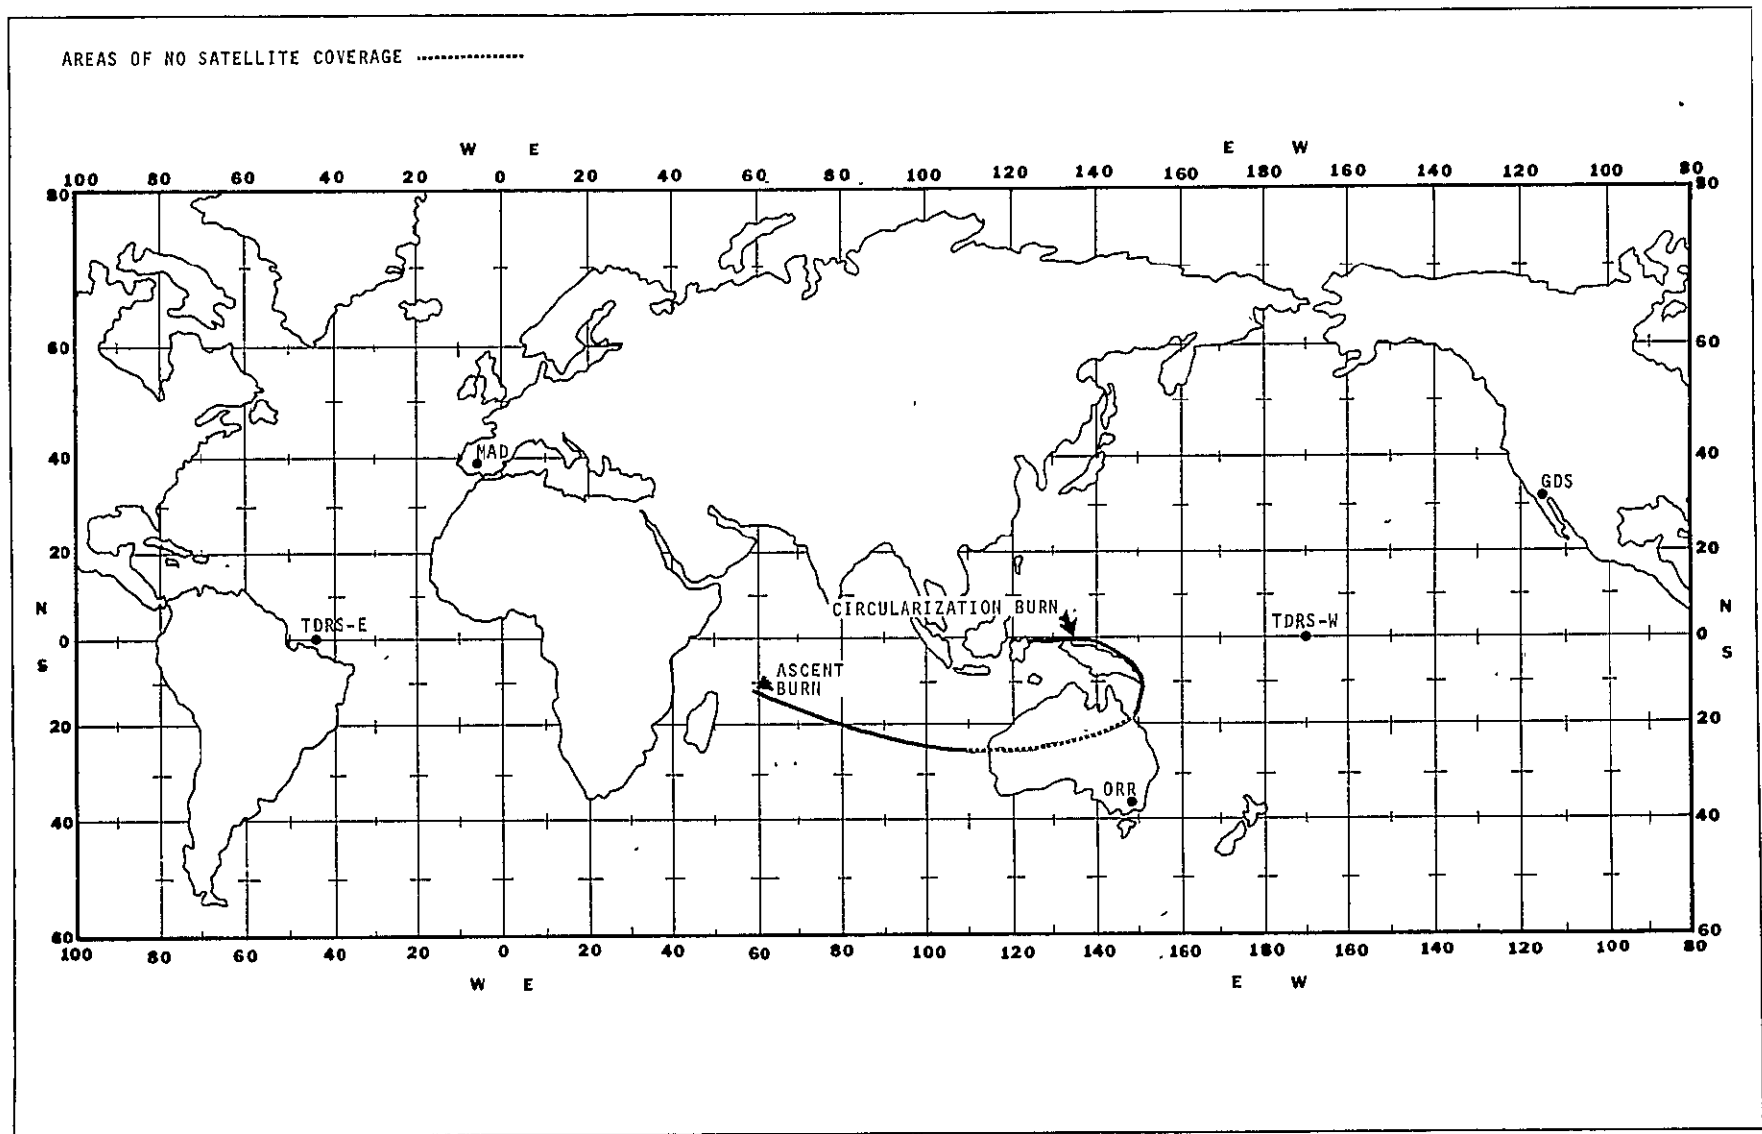 AREAS OF NO SATELLITE COVERAGE
W E E W
100 80 60 40 20 0 20 40 60 80 100 120 140 160 180 160 140 120 100 80
80 80
60 60
40 MAD 40
GDS
20 20
N CIRCULARIZATION BURN N
0 TDRS-E TDRS-W 0
S S
ASCENT
BURN
20 20
ORR
40 40
60 60
100 80 60 40 20 0 20 40 60 80 100 120 140 160 180 160 140 120 100 80
W E E W